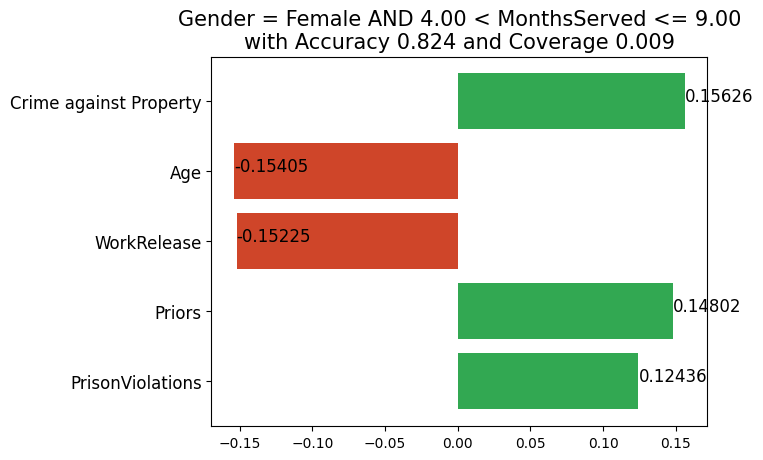 Gender = Female AND 4.00 < MonthsServed <= 9.00
with Accuracy 0.824 and Coverage 0.009
Crime against Property 0.15626
Age -0.15405
WorkRelease -0.15225
Priors 0.14802
PrisonViolations 0.12436
−0.15 −0.10 −0.05 0.00 0.05 0.10 0.15